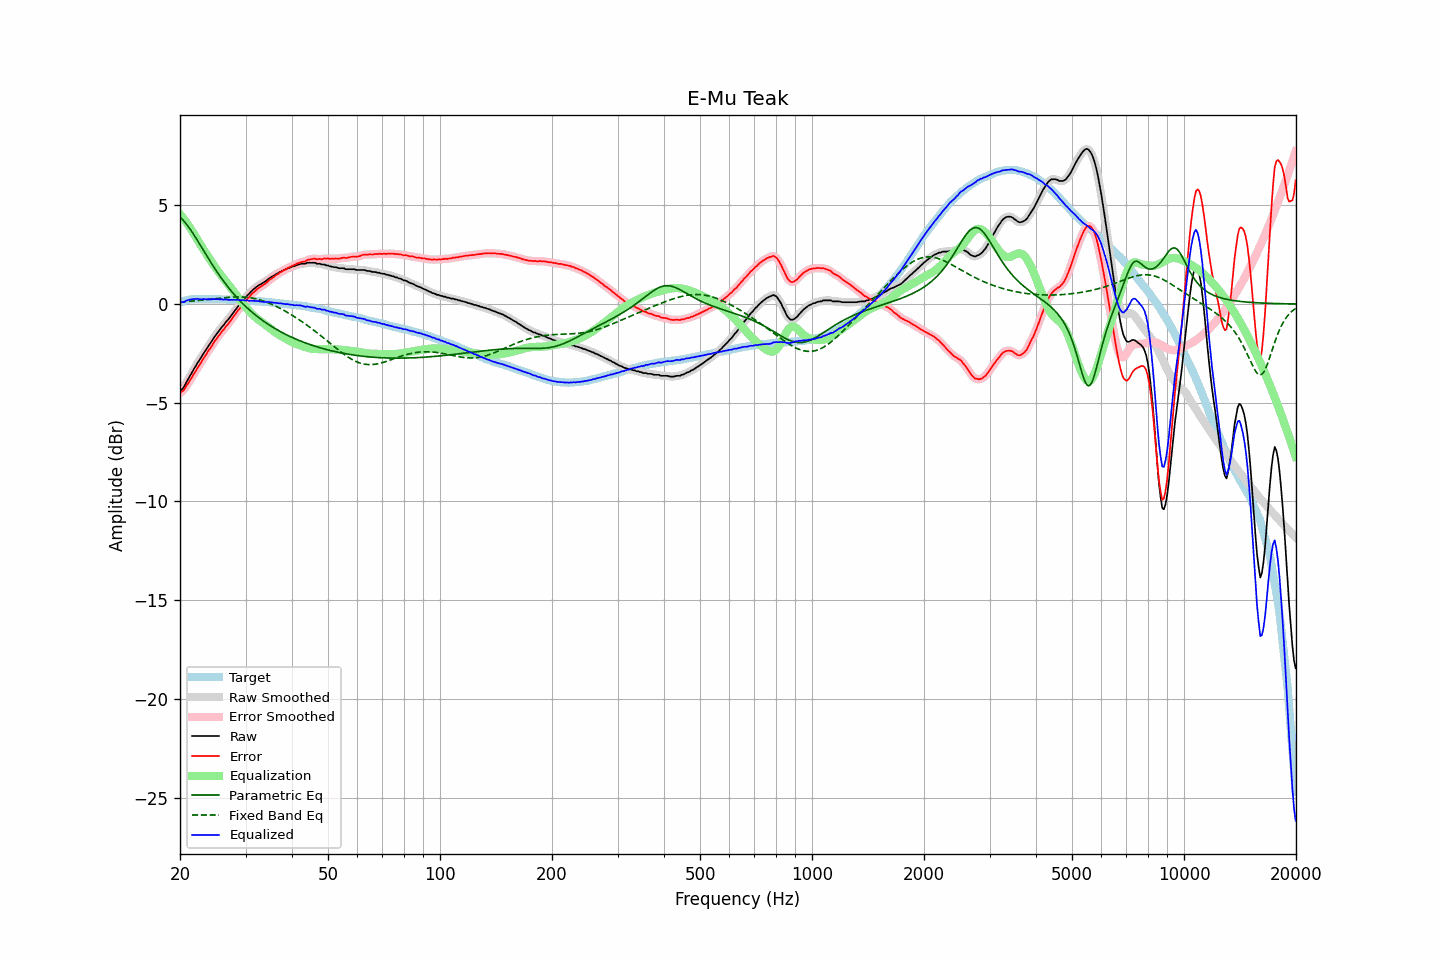 E-Mu Teak
Amplitude (dBr)
5
0
−5
−10
−15
−20
−25
Target
Raw Smoothed
Error Smoothed
Raw
Error
Equalization
Parametric Eq
Fixed Band Eq
Equalized
20 50 100 200 500 1000 2000 5000 10000 20000
Frequency (Hz)